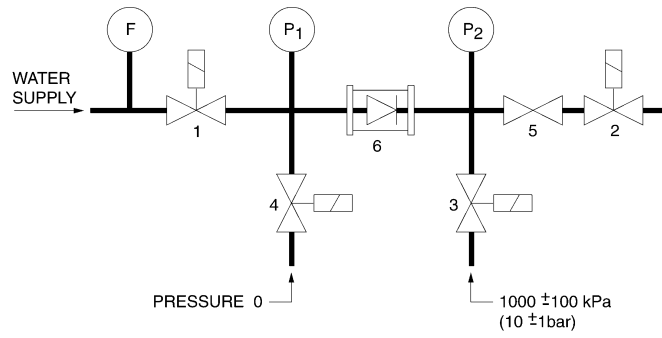 F
P1
P2
WATER
SUPPLY
1
6
5
2
4
3
PRESSURE 0
1000 ±100 kPa
(10 ±1bar)